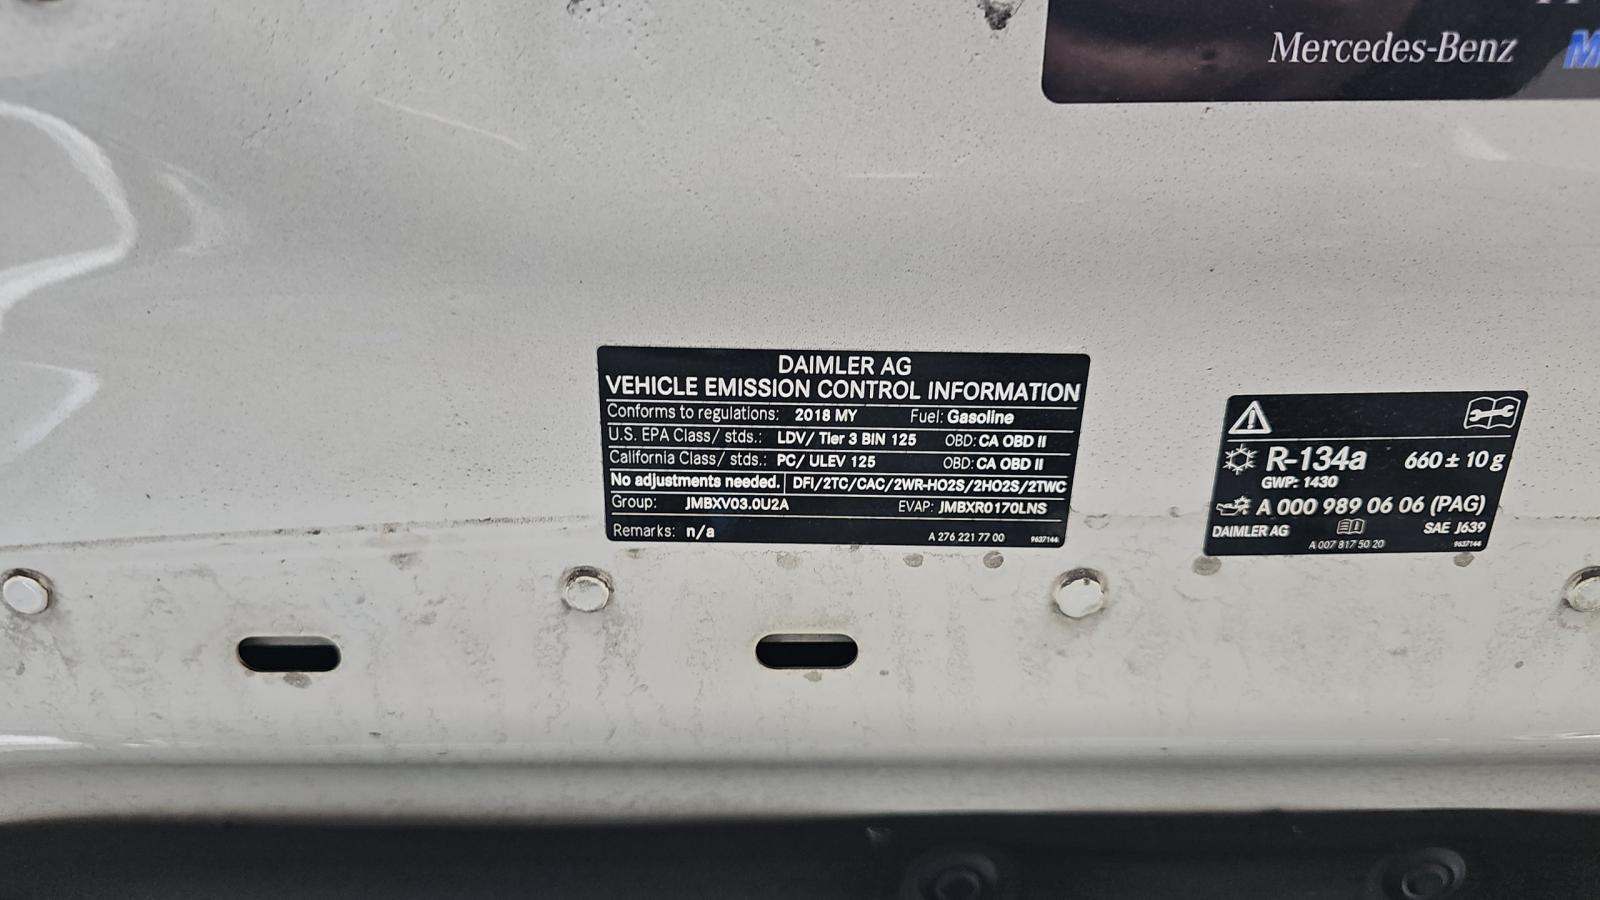 Mercedes-Benz
DAIMLER AG
VEHICLE EMISSION CONTROL INFORMATION
Conforms to regulations: 2018 MY Fuel: Gasoline
U.S. EPA Class/ stds.: LDV/ Tier 3 BIN 125 OBD: CA OBD II
California Class/ stds.: PC/ ULEV 125 OBD: CA OBD II
No adjustments needed. DFI/2TC/CAC/2WR-HO2S/2HO2S/2TWC
Group: JMBXV03.0U2A EVAP: JMBXR0170LNS
Remarks: n/a A 276 221 77 00 9637144
R-134a 660 ± 10 g
GWP: 1430
A 000 989 06 06 (PAG)
DAIMLER AG SAE J639
A 007 817 50 20 9637144